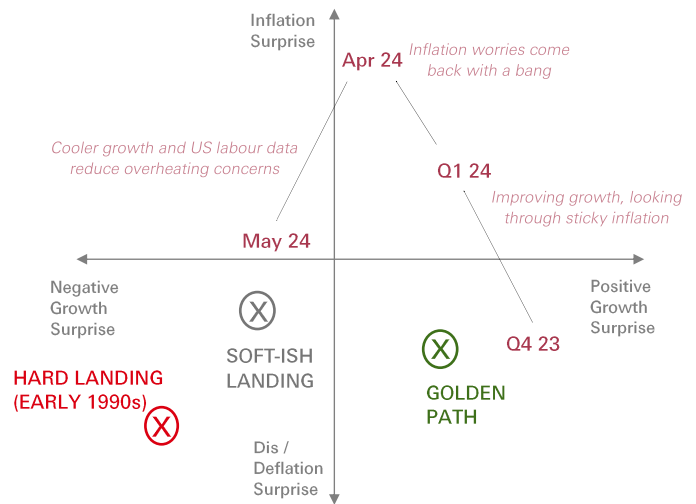 Inflation
Surprise
Apr 24
Inflation worries come
back with a bang
Cooler growth and US labour data
reduce overheating concerns
Q1 24
Improving growth, looking
through sticky inflation
May 24
Negative
Growth
Surprise
Positive
Growth
Surprise
X
SOFT-ISH
LANDING
X
GOLDEN
PATH
Q4 23
HARD LANDING
(EARLY 1990s)
X
Dis /
Deflation
Surprise